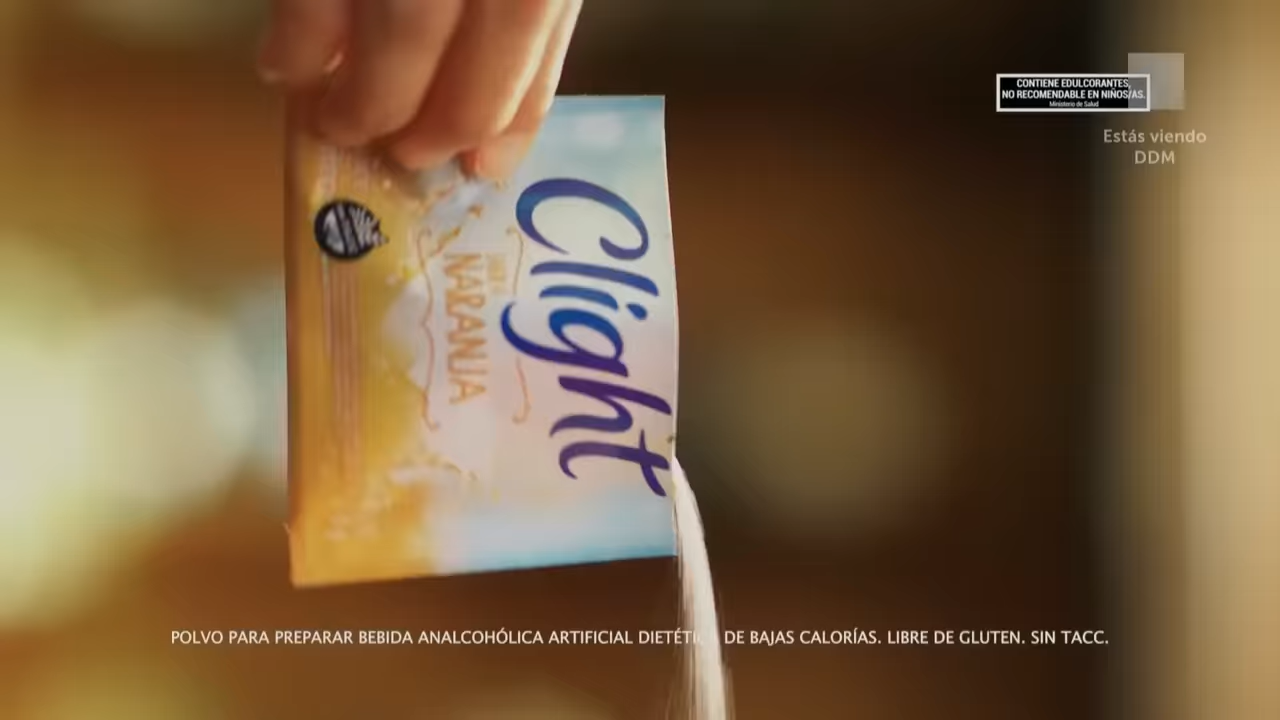 CONTIENE EDULCORANTES,
NO RECOMENDABLE EN NIÑOS/AS.
Ministerio de Salud
Estás viendo
DDM
Clight
NARANJA
POLVO PARA PREPARAR BEBIDA ANALCOHÓLICA ARTIFICIAL DE BAJAS CALORÍAS. LIBRE DE GLUTEN. SIN TACC.